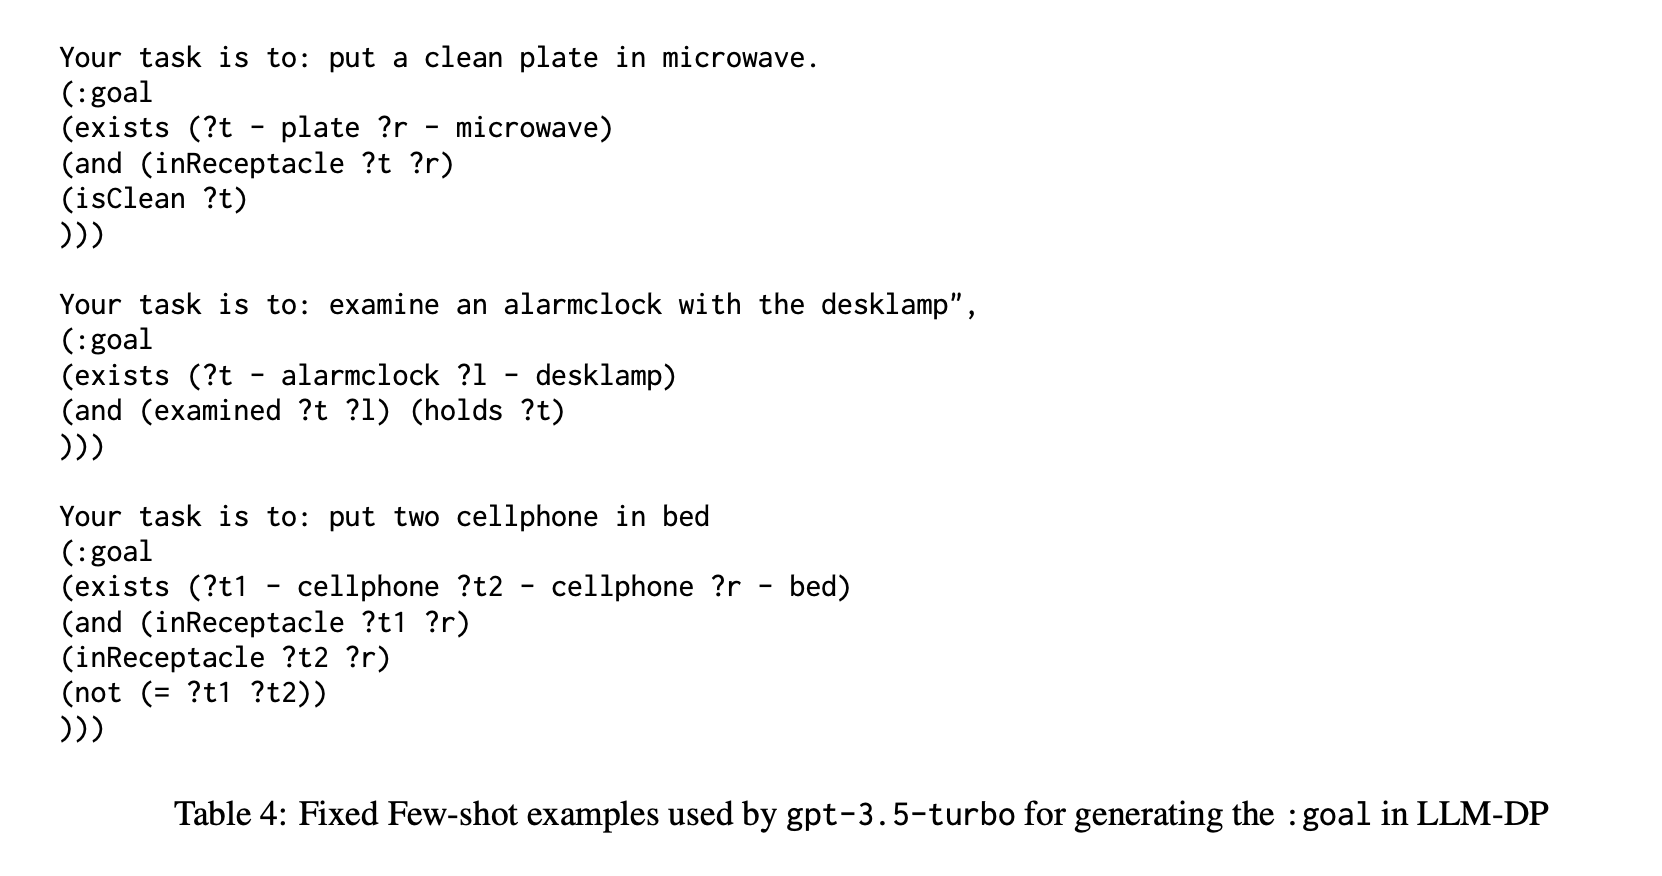 Your task is to: put a clean plate in microwave.
(:goal
(exists (?t - plate ?r - microwave)
(and (inReceptacle ?t ?r)
(isClean ?t)
)))
Your task is to: examine an alarmclock with the desklamp",
(:goal
(exists (?t - alarmclock ?l - desklamp)
(and (examined ?t ?l) (holds ?t)
)))
Your task is to: put two cellphone in bed
(:goal
(exists (?t1 - cellphone ?t2 - cellphone ?r - bed)
(and (inReceptacle ?t1 ?r)
(inReceptacle ?t2 ?r)
(not (= ?t1 ?t2))
)))
Table 4: Fixed Few-shot examples used by gpt-3.5-turbo for generating the :goal in LLM-DP